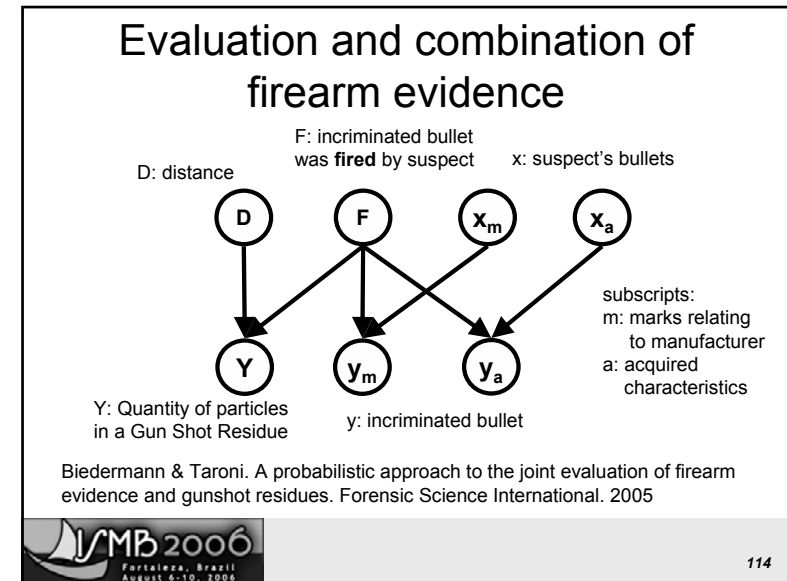 Evaluation and combination of
firearm evidence
F: incriminated bullet
was fired by suspect
x: suspect's bullets
D: distance
D
F
xm
xa
subscripts:
m: marks relating
to manufacturer
a: acquired
characteristics
Y
ym
ya
Y: Quantity of particles
in a Gun Shot Residue
y: incriminated bullet
Biedermann & Taroni. A probabilistic approach to the joint evaluation of firearm
evidence and gunshot residues. Forensic Science International. 2005
ISMB 2006
Fortaleza, Brazil
August 6-10, 2006
114